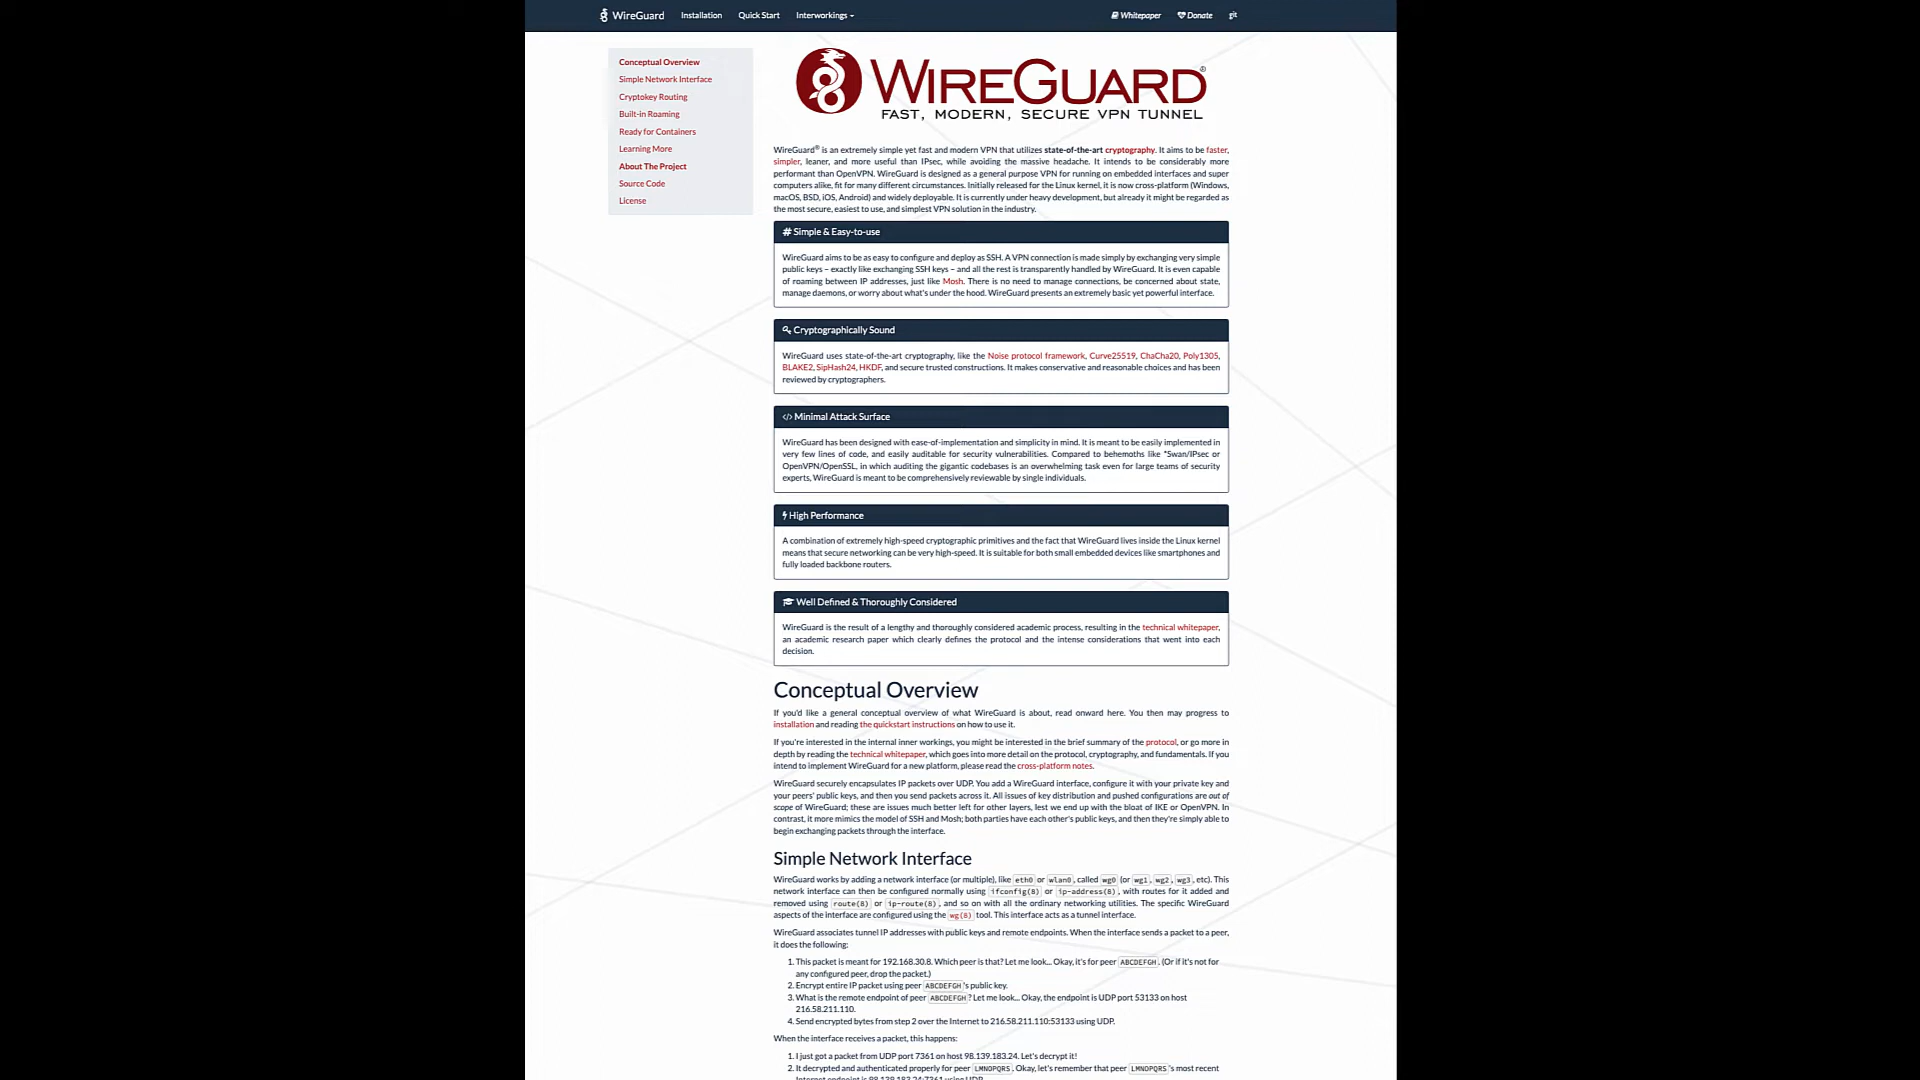 WireGuard Installation Quick Start Interworkings Whitepaper Donate git
Conceptual Overview
Simple Network Interface
Cryptokey Routing
Built-in Roaming
Ready for Containers
Learning More
About The Project
Source Code
License
WIREGUARD®
FAST, MODERN, SECURE VPN TUNNEL
WireGuard® is an extremely simple yet fast and modern VPN that utilizes state-of-the-art cryptography. It aims to be faster,
simpler, leaner, and more useful than IPsec, while avoiding the massive headache. It intends to be considerably more
performant than OpenVPN. WireGuard is designed as a general purpose VPN for running on embedded interfaces and super
computers alike, fit for many different circumstances. Initially released for the Linux kernel, it is now cross-platform (Windows,
macOS, BSD, iOS, Android) and widely deployable. It is currently under heavy development, but already it might be regarded as
the most secure, easiest to use, and simplest VPN solution in the industry.
# Simple & Easy-to-use
WireGuard aims to be as easy to configure and deploy as SSH. A VPN connection is made simply by exchanging very simple
public keys – exactly like exchanging SSH keys – and all the rest is transparently handled by WireGuard. It is even capable
of roaming between IP addresses, just like Mosh. There is no need to manage connections, be concerned about state,
manage daemons, or worry about what's under the hood. WireGuard presents an extremely basic yet powerful interface.
Cryptographically Sound
WireGuard uses state-of-the-art cryptography, like the Noise protocol framework, Curve25519, ChaCha20, Poly1305,
BLAKE2, SipHash24, HKDF, and secure trusted constructions. It makes conservative and reasonable choices and has been
reviewed by cryptographers.
</> Minimal Attack Surface
WireGuard has been designed with ease-of-implementation and simplicity in mind. It is meant to be easily implemented in
very few lines of code, and easily auditable for security vulnerabilities. Compared to behemoths like *Swan/IPsec or
OpenVPN/OpenSSL, in which auditing the gigantic codebases is an overwhelming task even for large teams of security
experts, WireGuard is meant to be comprehensively reviewable by single individuals.
High Performance
A combination of extremely high-speed cryptographic primitives and the fact that WireGuard lives inside the Linux kernel
means that secure networking can be very high-speed. It is suitable for both small embedded devices like smartphones and
fully loaded backbone routers.
Well Defined & Thoroughly Considered
WireGuard is the result of a lengthy and thoroughly considered academic process, resulting in the technical whitepaper,
an academic research paper which clearly defines the protocol and the intense considerations that went into each
decision.
Conceptual Overview
If you'd like a general conceptual overview of what WireGuard is about, read onward here. You then may progress to
installation and reading the quickstart instructions on how to use it.
If you're interested in the internal inner workings, you might be interested in the brief summary of the protocol, or go more in
depth by reading the technical whitepaper, which goes into more detail on the protocol, cryptography, and fundamentals. If you
intend to implement WireGuard for a new platform, please read the cross-platform notes.
WireGuard securely encapsulates IP packets over UDP. You add a WireGuard interface, configure it with your private key and
your peers' public keys, and then you send packets across it. All issues of key distribution and pushed configurations are out of
scope of WireGuard; these are issues much better left for other layers, lest we end up with the bloat of IKE or OpenVPN. In
contrast, it more mimics the model of SSH and Mosh; both parties have each other's public keys, and then they're simply able to
begin exchanging packets through the interface.
Simple Network Interface
WireGuard works by adding a network interface (or multiple), like eth0 or wlan0, called wg0 (or wg1, wg2, wg3, etc). This
network interface can then be configured normally using ifconfig(8) or ip-address(8), with routes for it added and
removed using route(8) or ip-route(8), and so on with all the ordinary networking utilities. The specific WireGuard
aspects of the interface are configured using the wg(8) tool. This interface acts as a tunnel interface.
WireGuard associates tunnel IP addresses with public keys and remote endpoints. When the interface sends a packet to a peer,
it does the following:
1. This packet is meant for 192.168.30.8. Which peer is that? Let me look... Okay, it's for peer ABCDEFGH. (Or if it's not for
any configured peer, drop the packet.)
2. Encrypt entire IP packet using peer ABCDEFGH's public key.
3. What is the remote endpoint of peer ABCDEFGH? Let me look... Okay, the endpoint is UDP port 53133 on host
216.58.211.110.
4. Send encrypted bytes from step 2 over the Internet to 216.58.211.110:53133 using UDP.
When the interface receives a packet, this happens:
1. I just got a packet from UDP port 7361 on host 98.139.183.24. Let's decrypt it!
2. It decrypted and authenticated properly for peer LMNOPQRS. Okay, let's remember that peer LMNOPQRS's most recent
Internet endpoint is 98.139.183.24:7361 using UDP.